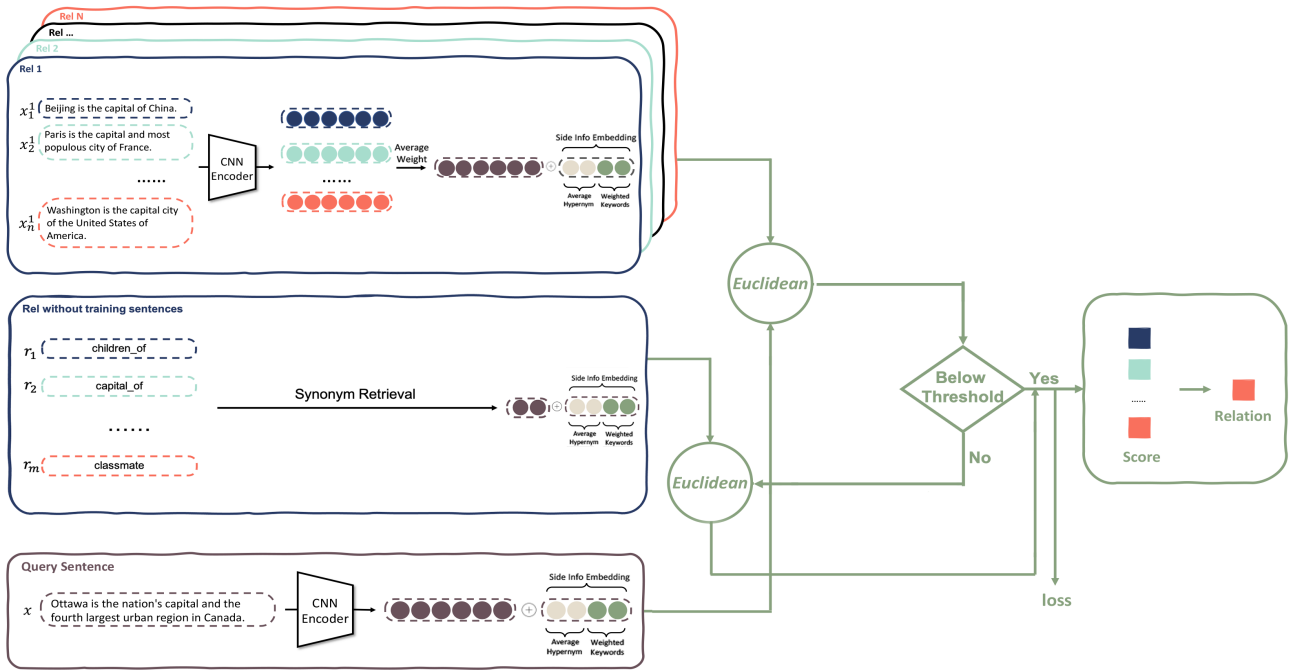 Rel N
Rel ...
Rel 2
Rel 1
x₁¹ Beijing is the capital of China.
x₂¹ Paris is the capital and most
populous city of France.
......
xₙ¹ Washington is the capital city
of the United States of
America.
CNN
Encoder
......
Average
Weight
Side Info Embedding
+
Average
Hypernym
Weighted
Keywords
Rel without training sentences
r₁ children_of
r₂ capital_of
......
rₘ classmate
Synonym Retrieval
Side Info Embedding
+
Average
Hypernym
Weighted
Keywords
Query Sentence
x Ottawa is the nation's capital and the
fourth largest urban region in Canada.
CNN
Encoder
Side Info Embedding
+
Average
Hypernym
Weighted
Keywords
Euclidean
Euclidean
Below
Threshold
Yes
No
loss
......
Score
Relation